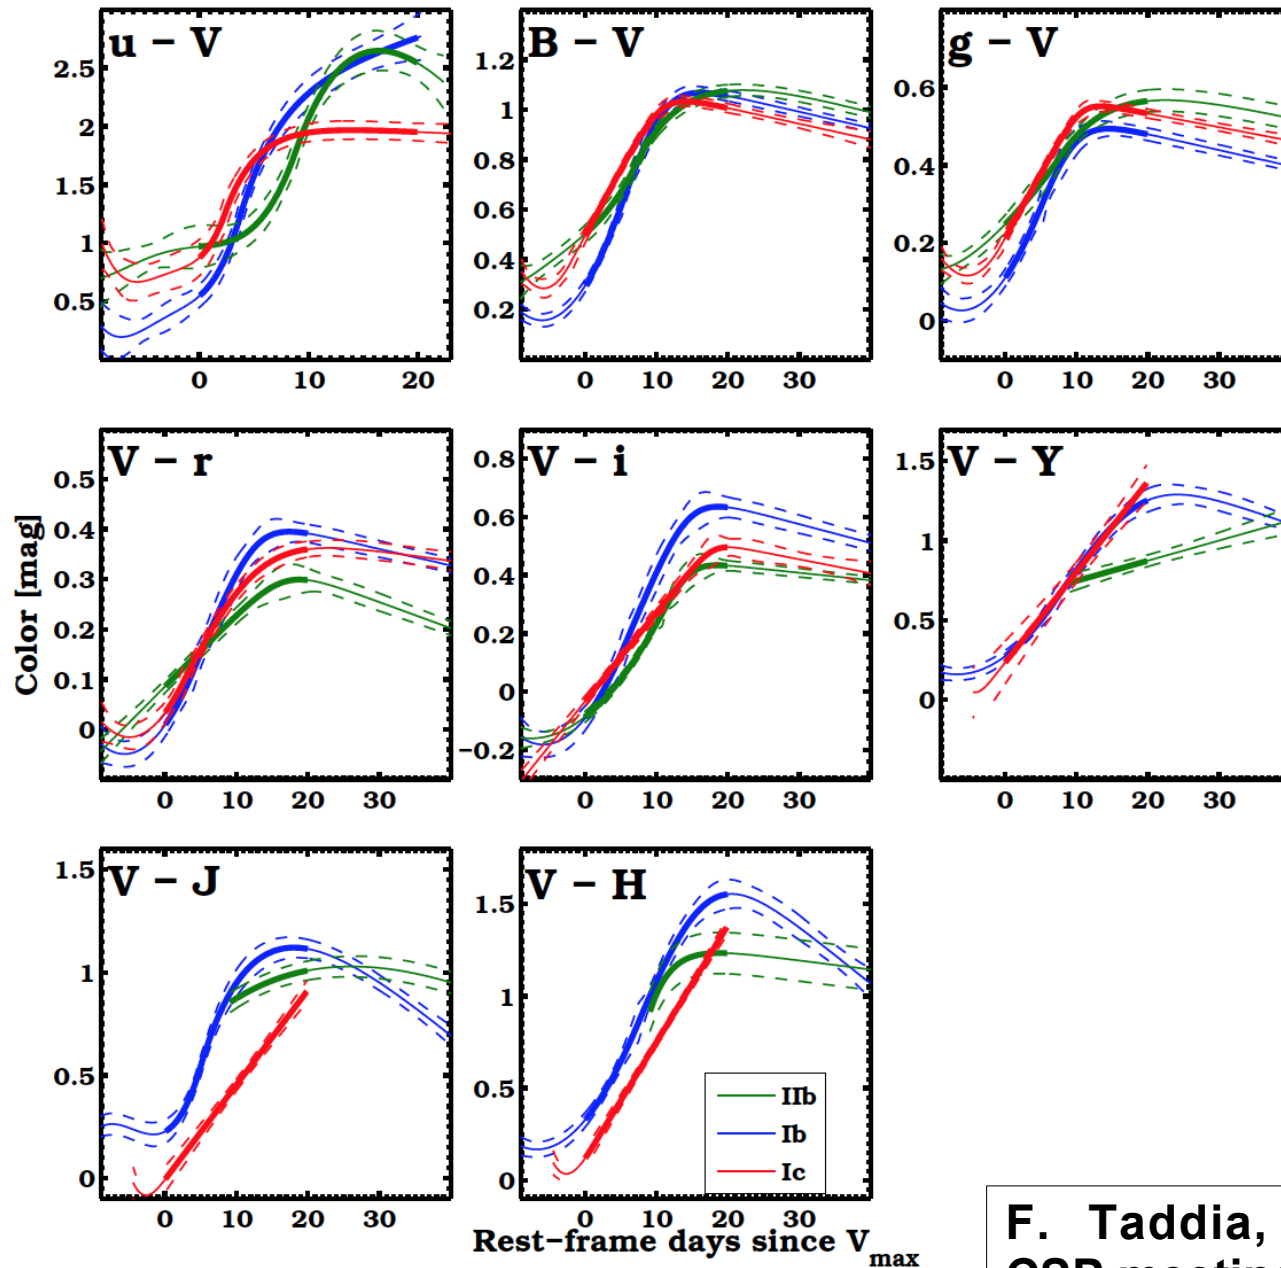 u − V
2.5
2
1.5
1
0.5
0 10 20
B − V
1.2
1
0.8
0.6
0.4
0.2
0 10 20 30
g − V
0.6
0.4
0.2
0
0 10 20 30
Color [mag]
V − r
0.5
0.4
0.3
0.2
0.1
0
0 10 20 30
V − i
0.8
0.6
0.4
0.2
0
−0.2
0 10 20 30
V − Y
1.5
1
0.5
0
0 10 20 30
V − J
1.5
1
0.5
0
0 10 20 30
V − H
1.5
1
0.5
0
IIb
Ib
Ic
0 10 20 30
Rest−frame days since Vmax
F. Taddia,
CSP meeting